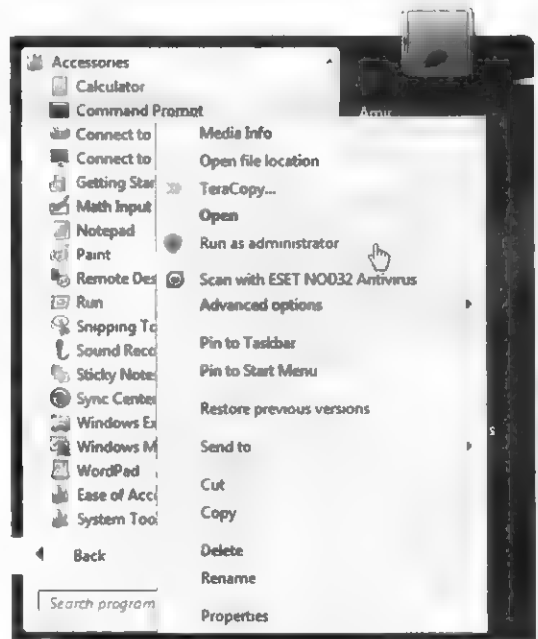 Accessories
Calculator
Command Prompt
Connect to
Connect to
Getting Star
Math Input
Notepad
Paint
Remote Des
Run
Snipping To
Sound Reco
Sticky Note
Sync Center
Windows Ex
Windows M
WordPad
Ease of Acce
System Too
Back
Search program
Amir
Media Info
Open file location
TeraCopy...
Open
Run as administrator
Scan with ESET NOD32 Antivirus
Advanced options
Pin to Taskbar
Pin to Start Menu
Restore previous versions
Send to
Cut
Copy
Delete
Rename
Properties
s